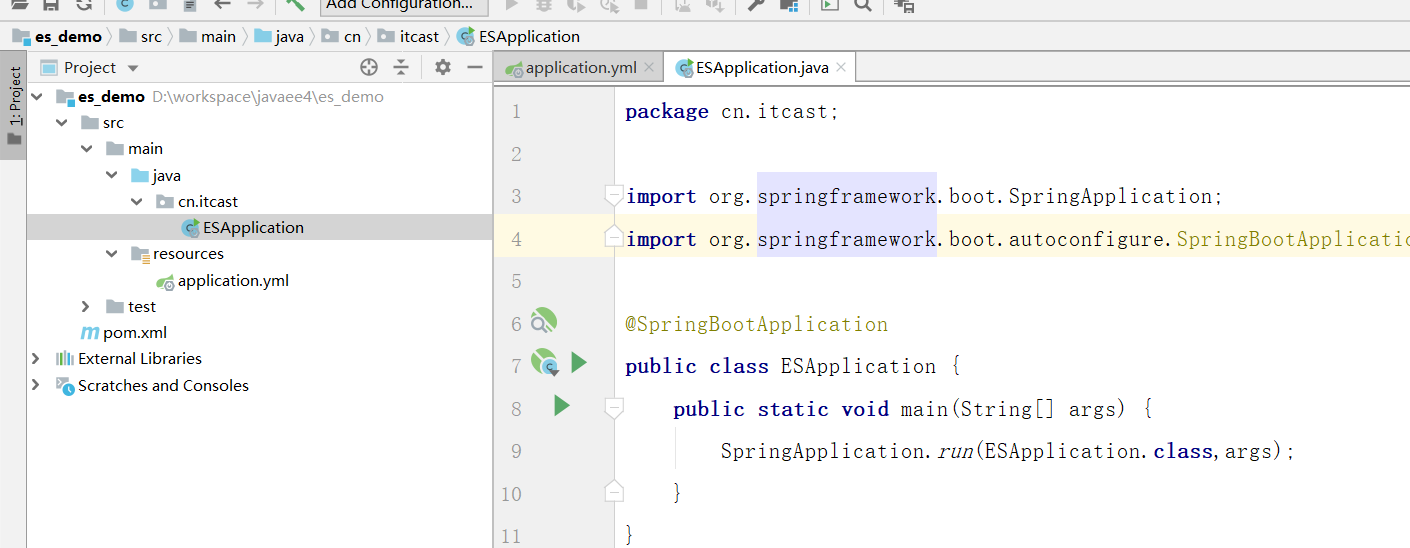 Add Configuration...
es_demo src main java cn itcast ESApplication
1: Project
Project
es_demo D:\workspace\javaee4\es_demo
src
main
java
cn.itcast
ESApplication
resources
application.yml
test
pom.xml
External Libraries
Scratches and Consoles
application.yml ESApplication.java
1 package cn.itcast;
2
3 import org.springframework.boot.SpringApplication;
4 import org.springframework.boot.autoconfigure.SpringBootApplicatio
5
6 @SpringBootApplication
7 public class ESApplication {
8 public static void main(String[] args) {
9 SpringApplication.run(ESApplication.class,args);
10 }
11 }